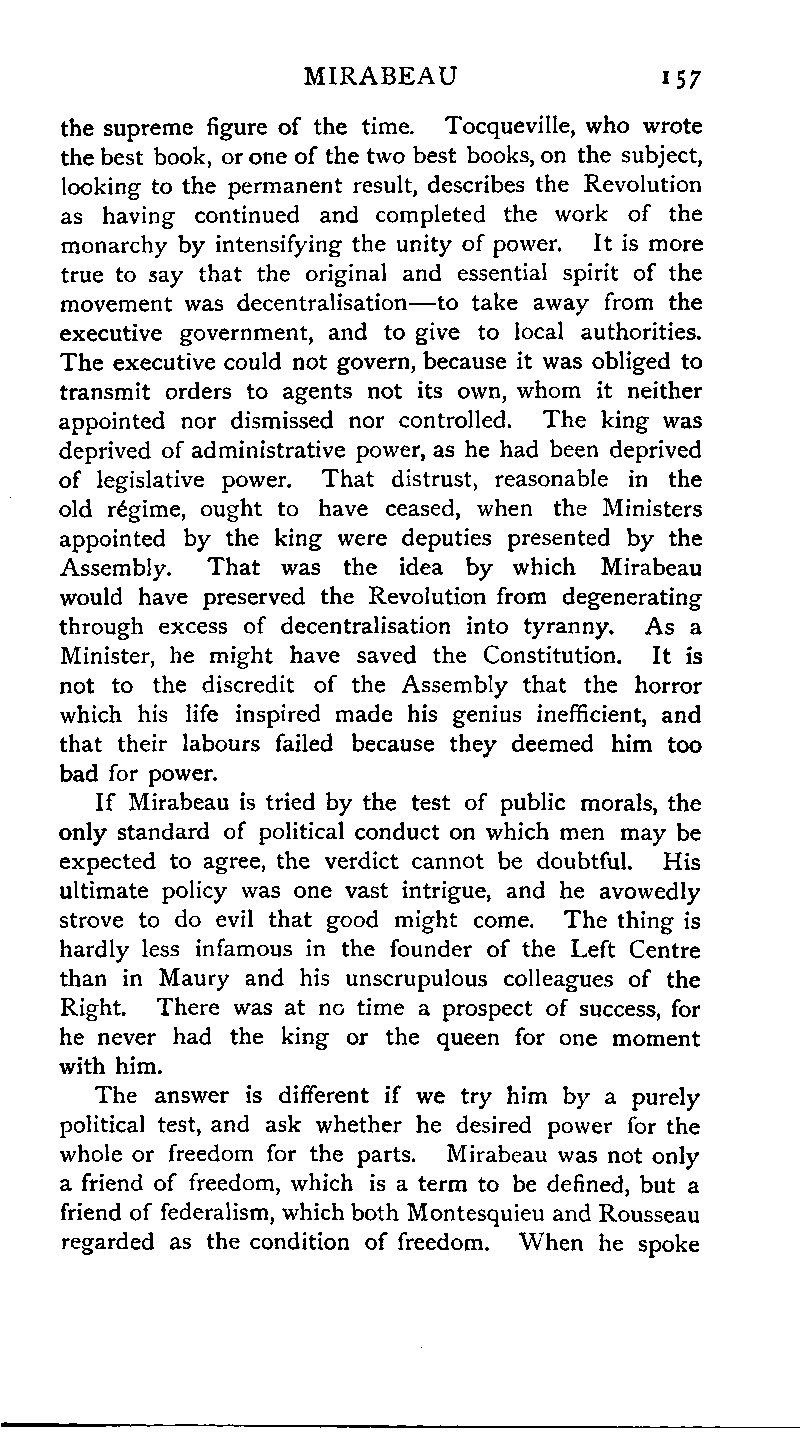 MIRABEAU 157
the supreme figure of the time. Tocqueville, who wrote
the best book, or one of the two best books, on the subject,
looking to the permanent result, describes the Revolution
as having continued and completed the work of the
monarchy by intensifying the unity of power. It is more
true to say that the original and essential spirit of the
movement was decentralisation—to take away from the
executive government, and to give to local authorities.
The executive could not govern, because it was obliged to
transmit orders to agents not its own, whom it neither
appointed nor dismissed nor controlled. The king was
deprived of administrative power, as he had been deprived
of legislative power. That distrust, reasonable in the
old régime, ought to have ceased, when the Ministers
appointed by the king were deputies presented by the
Assembly. That was the idea by which Mirabeau
would have preserved the Revolution from degenerating
through excess of decentralisation into tyranny. As a
Minister, he might have saved the Constitution. It is
not to the discredit of the Assembly that the horror
which his life inspired made his genius inefficient, and
that their labours failed because they deemed him too
bad for power.
If Mirabeau is tried by the test of public morals, the
only standard of political conduct on which men may be
expected to agree, the verdict cannot be doubtful. His
ultimate policy was one vast intrigue, and he avowedly
strove to do evil that good might come. The thing is
hardly less infamous in the founder of the Left Centre
than in Maury and his unscrupulous colleagues of the
Right. There was at no time a prospect of success, for
he never had the king or the queen for one moment
with him.
The answer is different if we try him by a purely
political test, and ask whether he desired power for the
whole or freedom for the parts. Mirabeau was not only
a friend of freedom, which is a term to be defined, but a
friend of federalism, which both Montesquieu and Rousseau
regarded as the condition of freedom. When he spoke